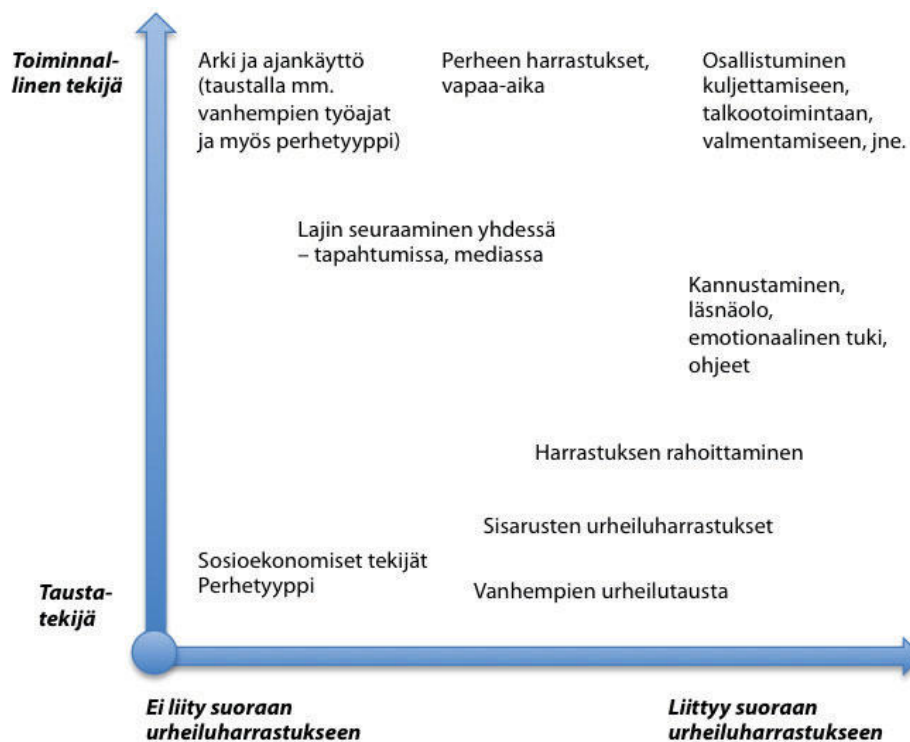 Toiminnal-
linen tekijä
Arki ja ajankäyttö
(taustalla mm.
vanhempien työajat
ja myös perhetyyppi)
Perheen harrastukset,
vapaa-aika
Osallistuminen
kuljettamiseen,
talkootoimintaan,
valmentamiseen, jne.
Lajin seuraaminen yhdessä
– tapahtumissa, mediassa
Kannustaminen,
läsnäolo,
emotionaalinen tuki,
ohjeet
Harrastuksen rahoittaminen
Sisarusten urheiluharrastukset
Sosioekonomiset tekijät
Perhetyyppi
Vanhempien urheilutausta
Tausta-
tekijä
Ei liity suoraan
urheiluharrastukseen
Liittyy suoraan
urheiluharrastukseen